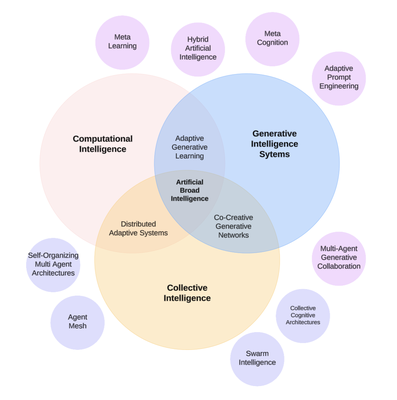 Meta
Learning
Hybrid
Artificial
Intelligence
Meta
Cognition
Adaptive
Prompt
Engineering
Computational
Intelligence
Adaptive
Generative
Learning
Generative
Intelligence
Sytems
Artificial
Broad
Intelligence
Distributed
Adaptive Systems
Co-Creative
Generative
Networks
Self-Organizing
Multi Agent
Architectures
Multi-Agent
Generative
Collaboration
Collective
Intelligence
Agent
Mesh
Collective
Cognitive
Architectures
Swarm
Intelligence